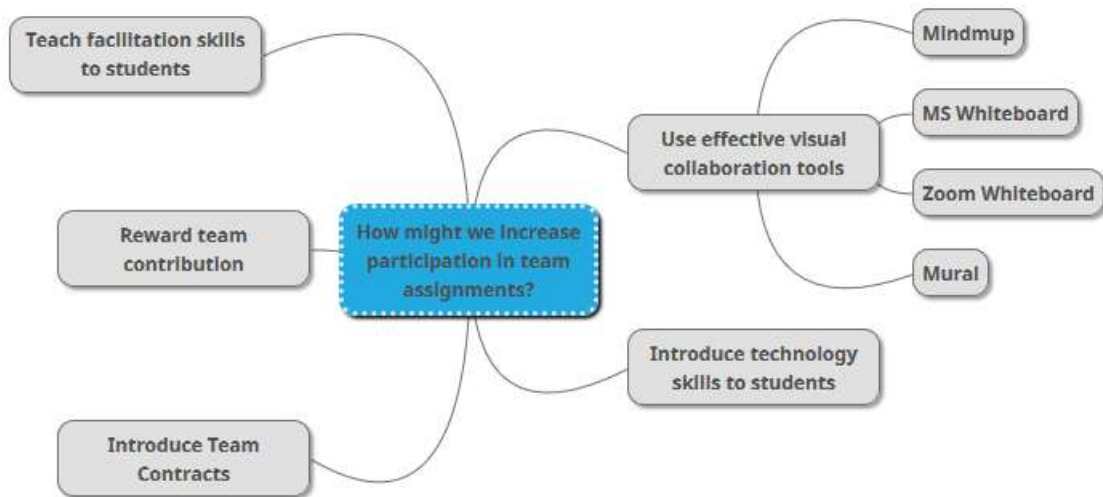 Teach facilitation skills
to students
Reward team
contribution
Introduce Team
Contracts
How might we increase
participation in team
assignments?
Use effective visual
collaboration tools
Mindmup
MS Whiteboard
Zoom Whiteboard
Mural
Introduce technology
skills to students